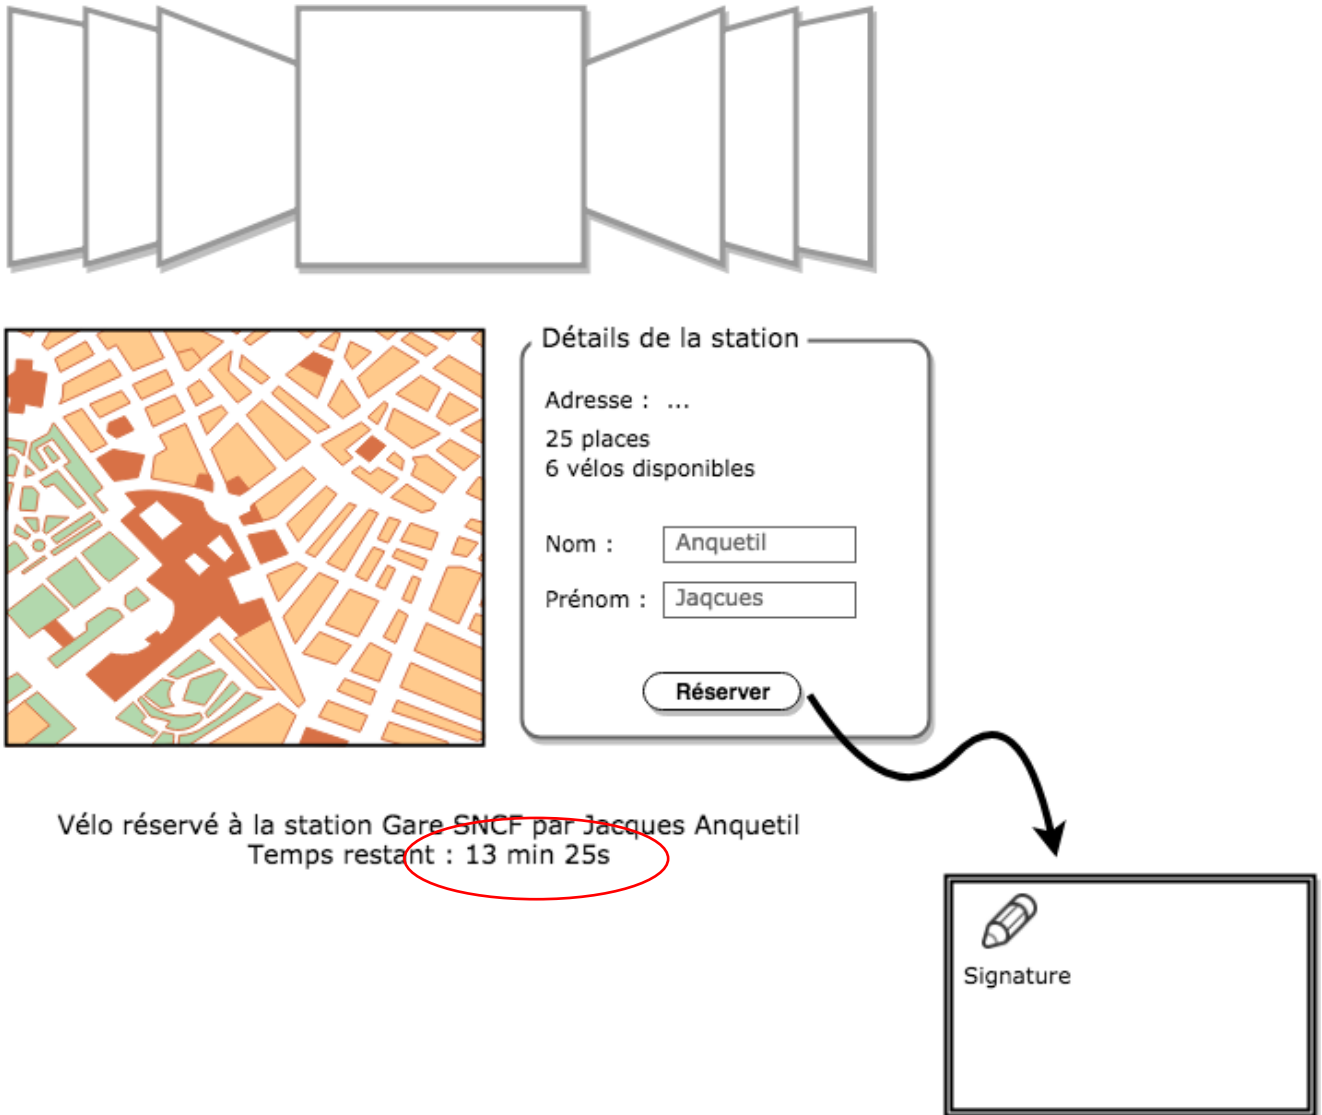 Détails de la station
Adresse : ...
25 places
6 vélos disponibles
Nom : Anquetil
Prénom : Jaqcues
Réserver
Vélo réservé à la station Gare SNCF par Jacques Anquetil
Temps restant : 13 min 25s
Signature